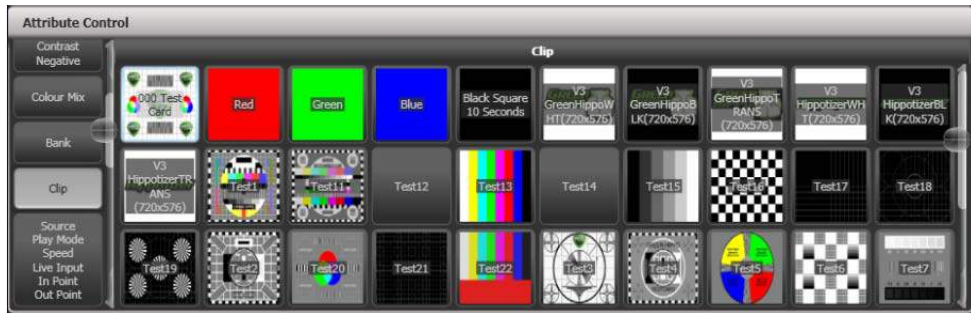 Attribute Control
Contrast
Negative
Colour Mix
Bank
Clip
Source
Play Mode
Speed
Live Input
In Point
Out Point
Clip
000 Test
Card
Red
Green
Blue
Black Square
10 Seconds
V3
GreenHippoW
HT(720x576)
V3
GreenHippoB
LK(720x576)
V3
GreenHippoT
RANS
(720x576)
V3
HippotizerWH
T(720x576)
V3
HippotizerBL
K(720x576)
V3
HippotizerTR
ANS
(720x576)
Test1
Test11
Test12
Test13
Test14
Test15
Test16
Test17
Test18
Test19
Test2
Test20
Test21
Test22
Test3
Test4
Test5
Test6
Test7